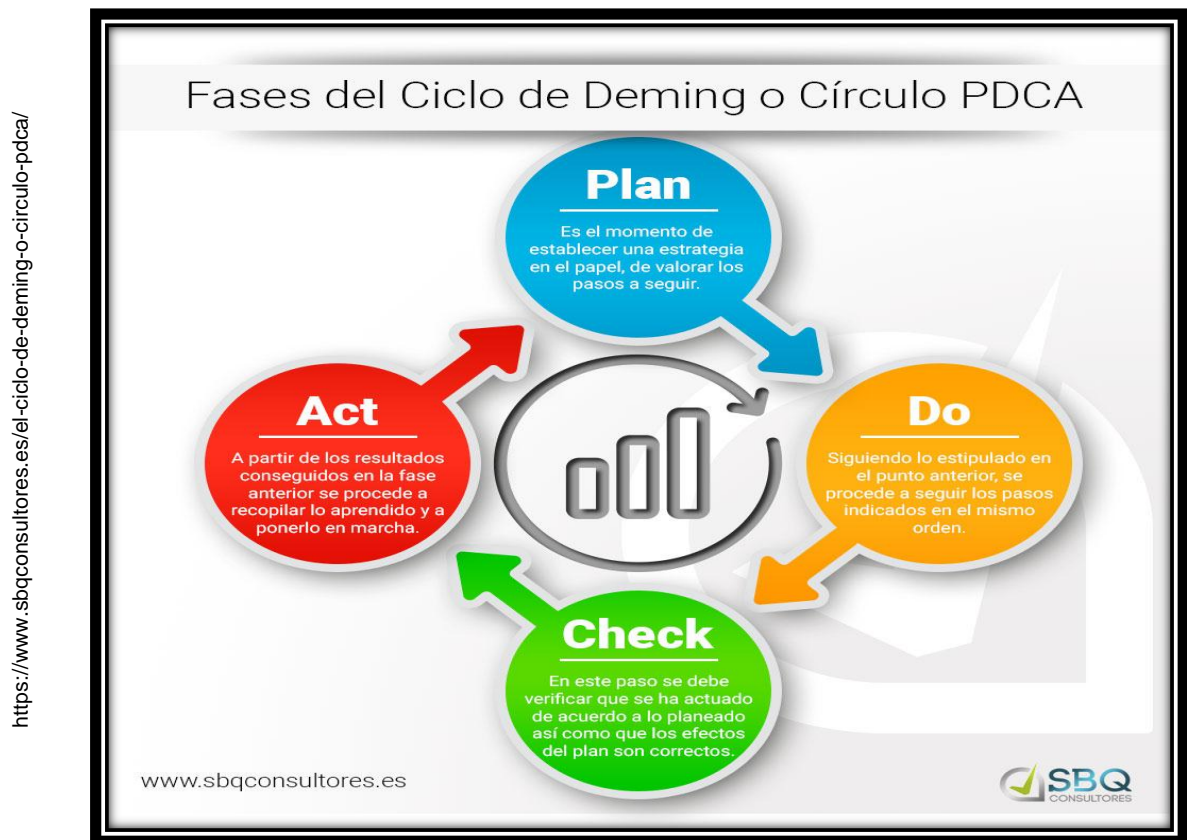 https://www.sbqconsultores.es/el-ciclo-de-deming-o-circulo-pdca/
Fases del Ciclo de Deming o Círculo PDCA
Plan
Es el momento de
establecer una estrategia
en el papel, de valorar los
pasos a seguir.
Do
Siguiendo lo estipulado en
el punto anterior, se
procede a seguir los pasos
indicados en el mismo
orden.
Check
En este paso se debe
verificar que se ha actuado
de acuerdo a lo planeado
así como que los efectos
del plan son correctos.
Act
A partir de los resultados
conseguidos en la fase
anterior se procede a
recopilar lo aprendido y a
ponerlo en marcha.
www.sbqconsultores.es
SBQ
CONSULTORES